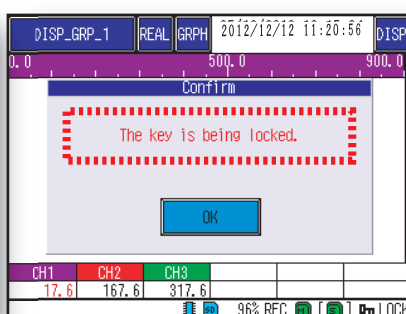 DISP_GRP_1 REAL GRPH 2012/12/12 11:20:56 DISP
0.0 500.0 900.0
Confirm
The key is being locked.
OK
CH1 CH2 CH3
17.6 167.6 317.6
SD 96% REC M [ S ] LOCK